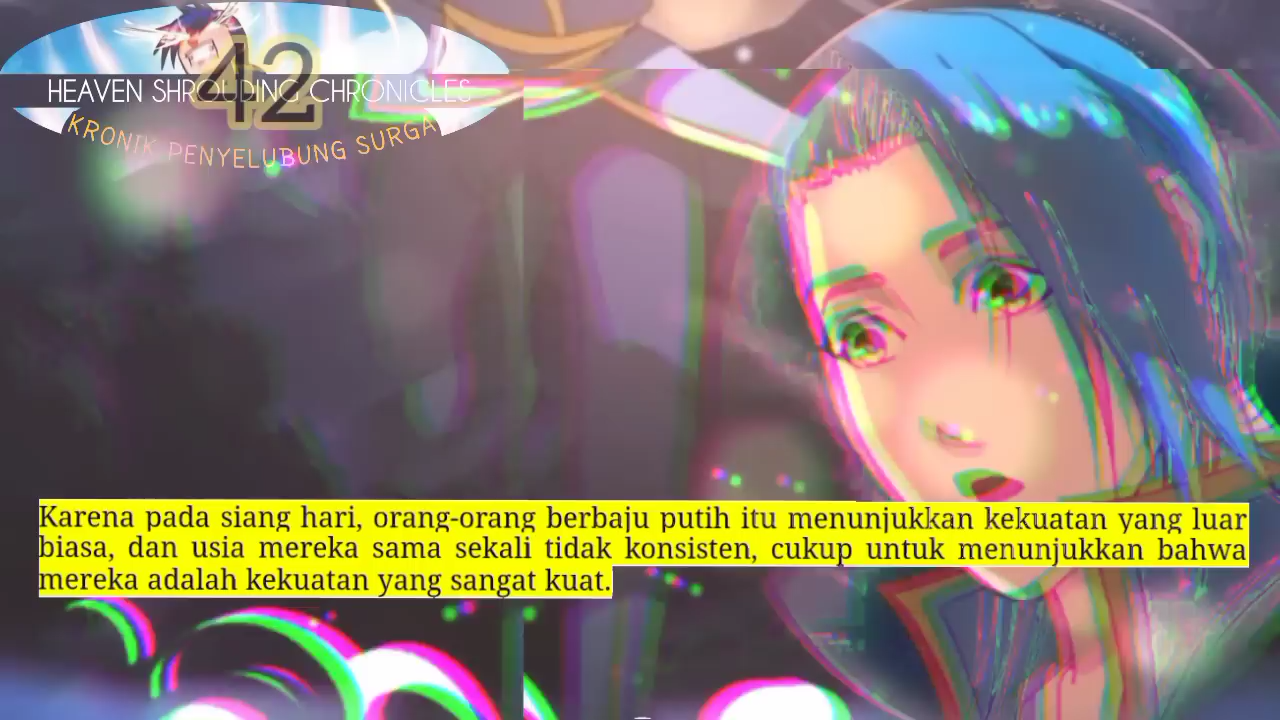 42
HEAVEN SHROUDING CHRONICLES
KRONIK PENYELUBUNG SURGA
Karena pada siang hari, orang-orang berbaju putih itu menunjukkan kekuatan yang luar
biasa, dan usia mereka sama sekali tidak konsisten, cukup untuk menunjukkan bahwa
mereka adalah kekuatan yang sangat kuat.